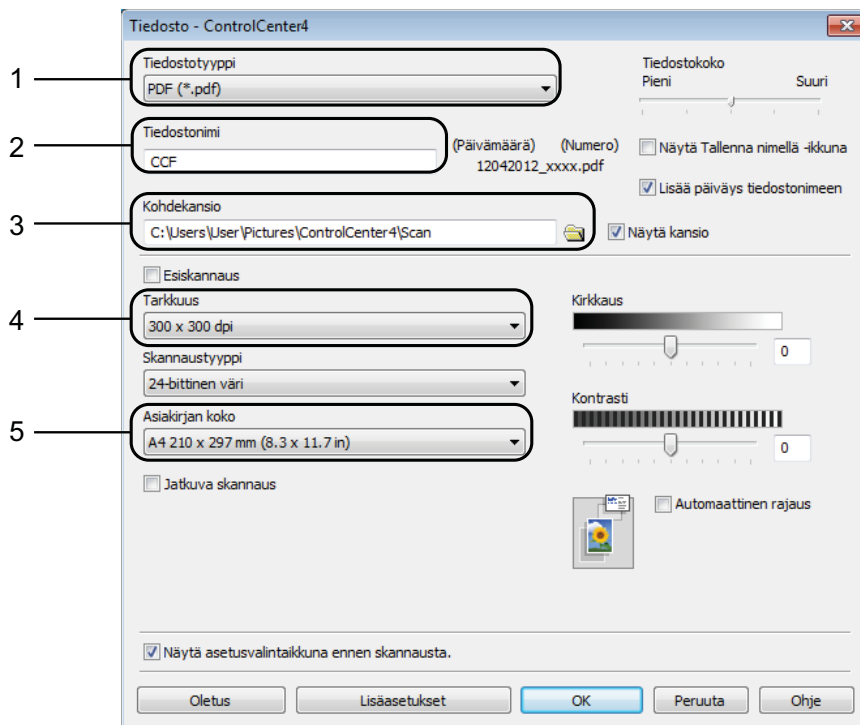 Tiedosto - ControlCenter4
1
Tiedostotyyppi
PDF (*.pdf)
Tiedostokoko
Pieni Suuri
2
Tiedostonimi
CCF
(Päivämäärä) (Numero)
12042012_xxxx.pdf
Näytä Tallenna nimellä -ikkuna
Lisää päiväys tiedostonimeen
3
Kohdekansio
C:\Users\User\Pictures\ControlCenter4\Scan
Näytä kansio
Esiskannaus
4
Tarkkuus
300 x 300 dpi
Skannaustyyppi
24-bittinen väri
5
Asiakirjan koko
A4 210 x 297 mm (8.3 x 11.7 in)
Jatkuva skannaus
Kirkkaus
0
Kontrasti
0
Automaattinen rajaus
Näytä asetusvalintaikkuna ennen skannausta.
Oletus Lisäasetukset OK Peruuta Ohje